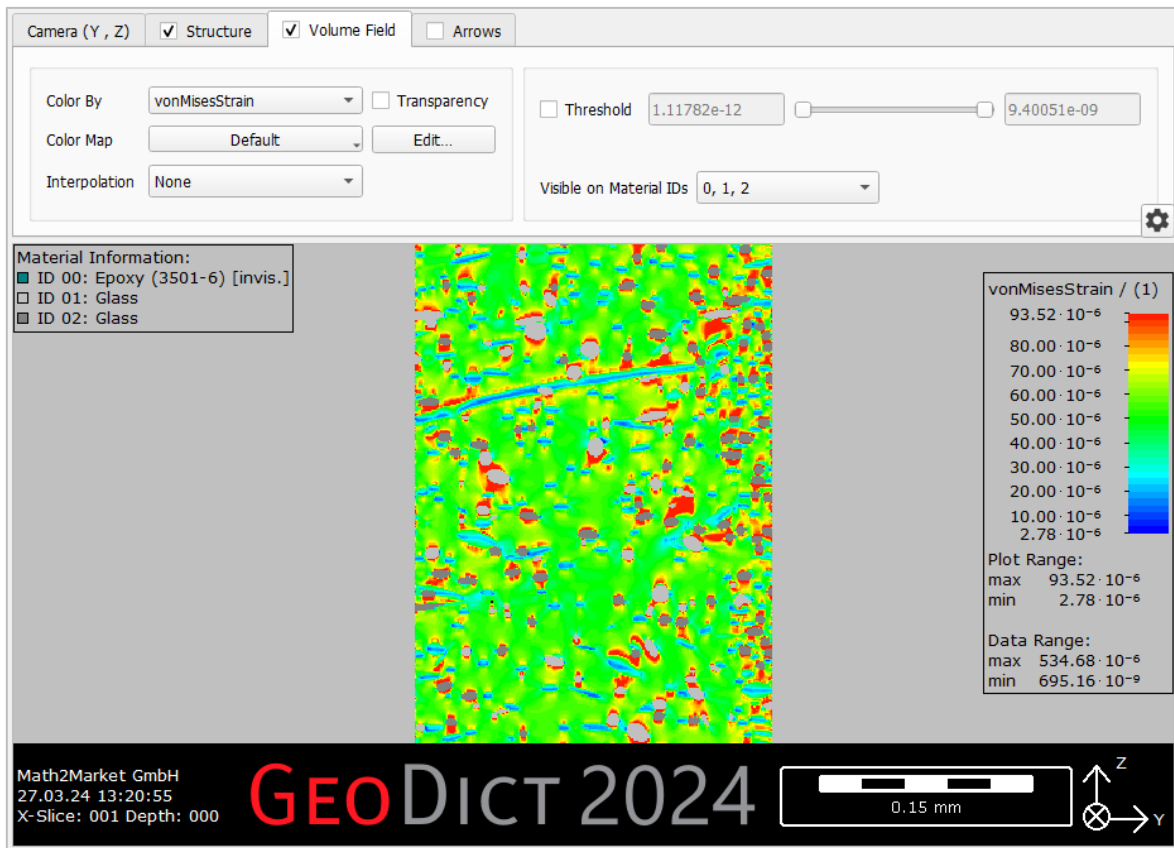 Camera (Y , Z) Structure Volume Field Arrows
Color By vonMisesStrain Transparency
Color Map Default Edit...
Interpolation None
Threshold 1.11782e-12 9.40051e-09
Visible on Material IDs 0, 1, 2
Material Information:
ID 00: Epoxy (3501-6) [invis.]
ID 01: Glass
ID 02: Glass
vonMisesStrain / (1)
93.52·10⁻⁶
80.00·10⁻⁶
70.00·10⁻⁶
60.00·10⁻⁶
50.00·10⁻⁶
40.00·10⁻⁶
30.00·10⁻⁶
20.00·10⁻⁶
10.00·10⁻⁶
2.78·10⁻⁶
Plot Range:
max 93.52·10⁻⁶
min 2.78·10⁻⁶
Data Range:
max 534.68·10⁻⁶
min 695.16·10⁻⁹
Math2Market GmbH
27.03.24 13:20:55
X-Slice: 001 Depth: 000
GEODICT 2024
0.15 mm
Z
Y